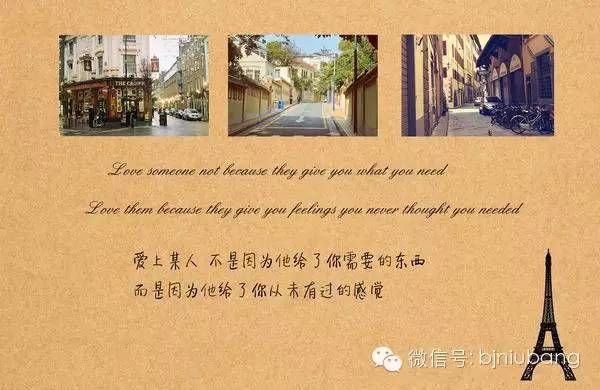 THE CROWN
Love someone not because they give you what you need
Love them because they give you feelings you never thought you needed
爱上某人 不是因为他给了你需要的东西
而是因为他给了你从未有过的感觉
微信号: bjniubang